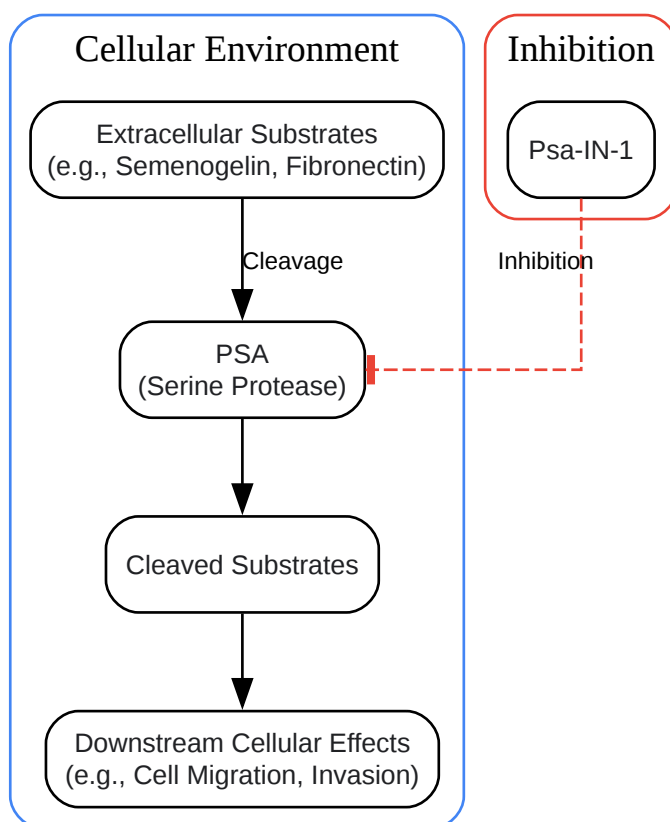 Cellular Environment
Inhibition
Extracellular Substrates
(e.g., Semenogelin, Fibronectin)
Psa-IN-1
Cleavage
Inhibition
PSA
(Serine Protease)
Cleaved Substrates
Downstream Cellular Effects
(e.g., Cell Migration, Invasion)